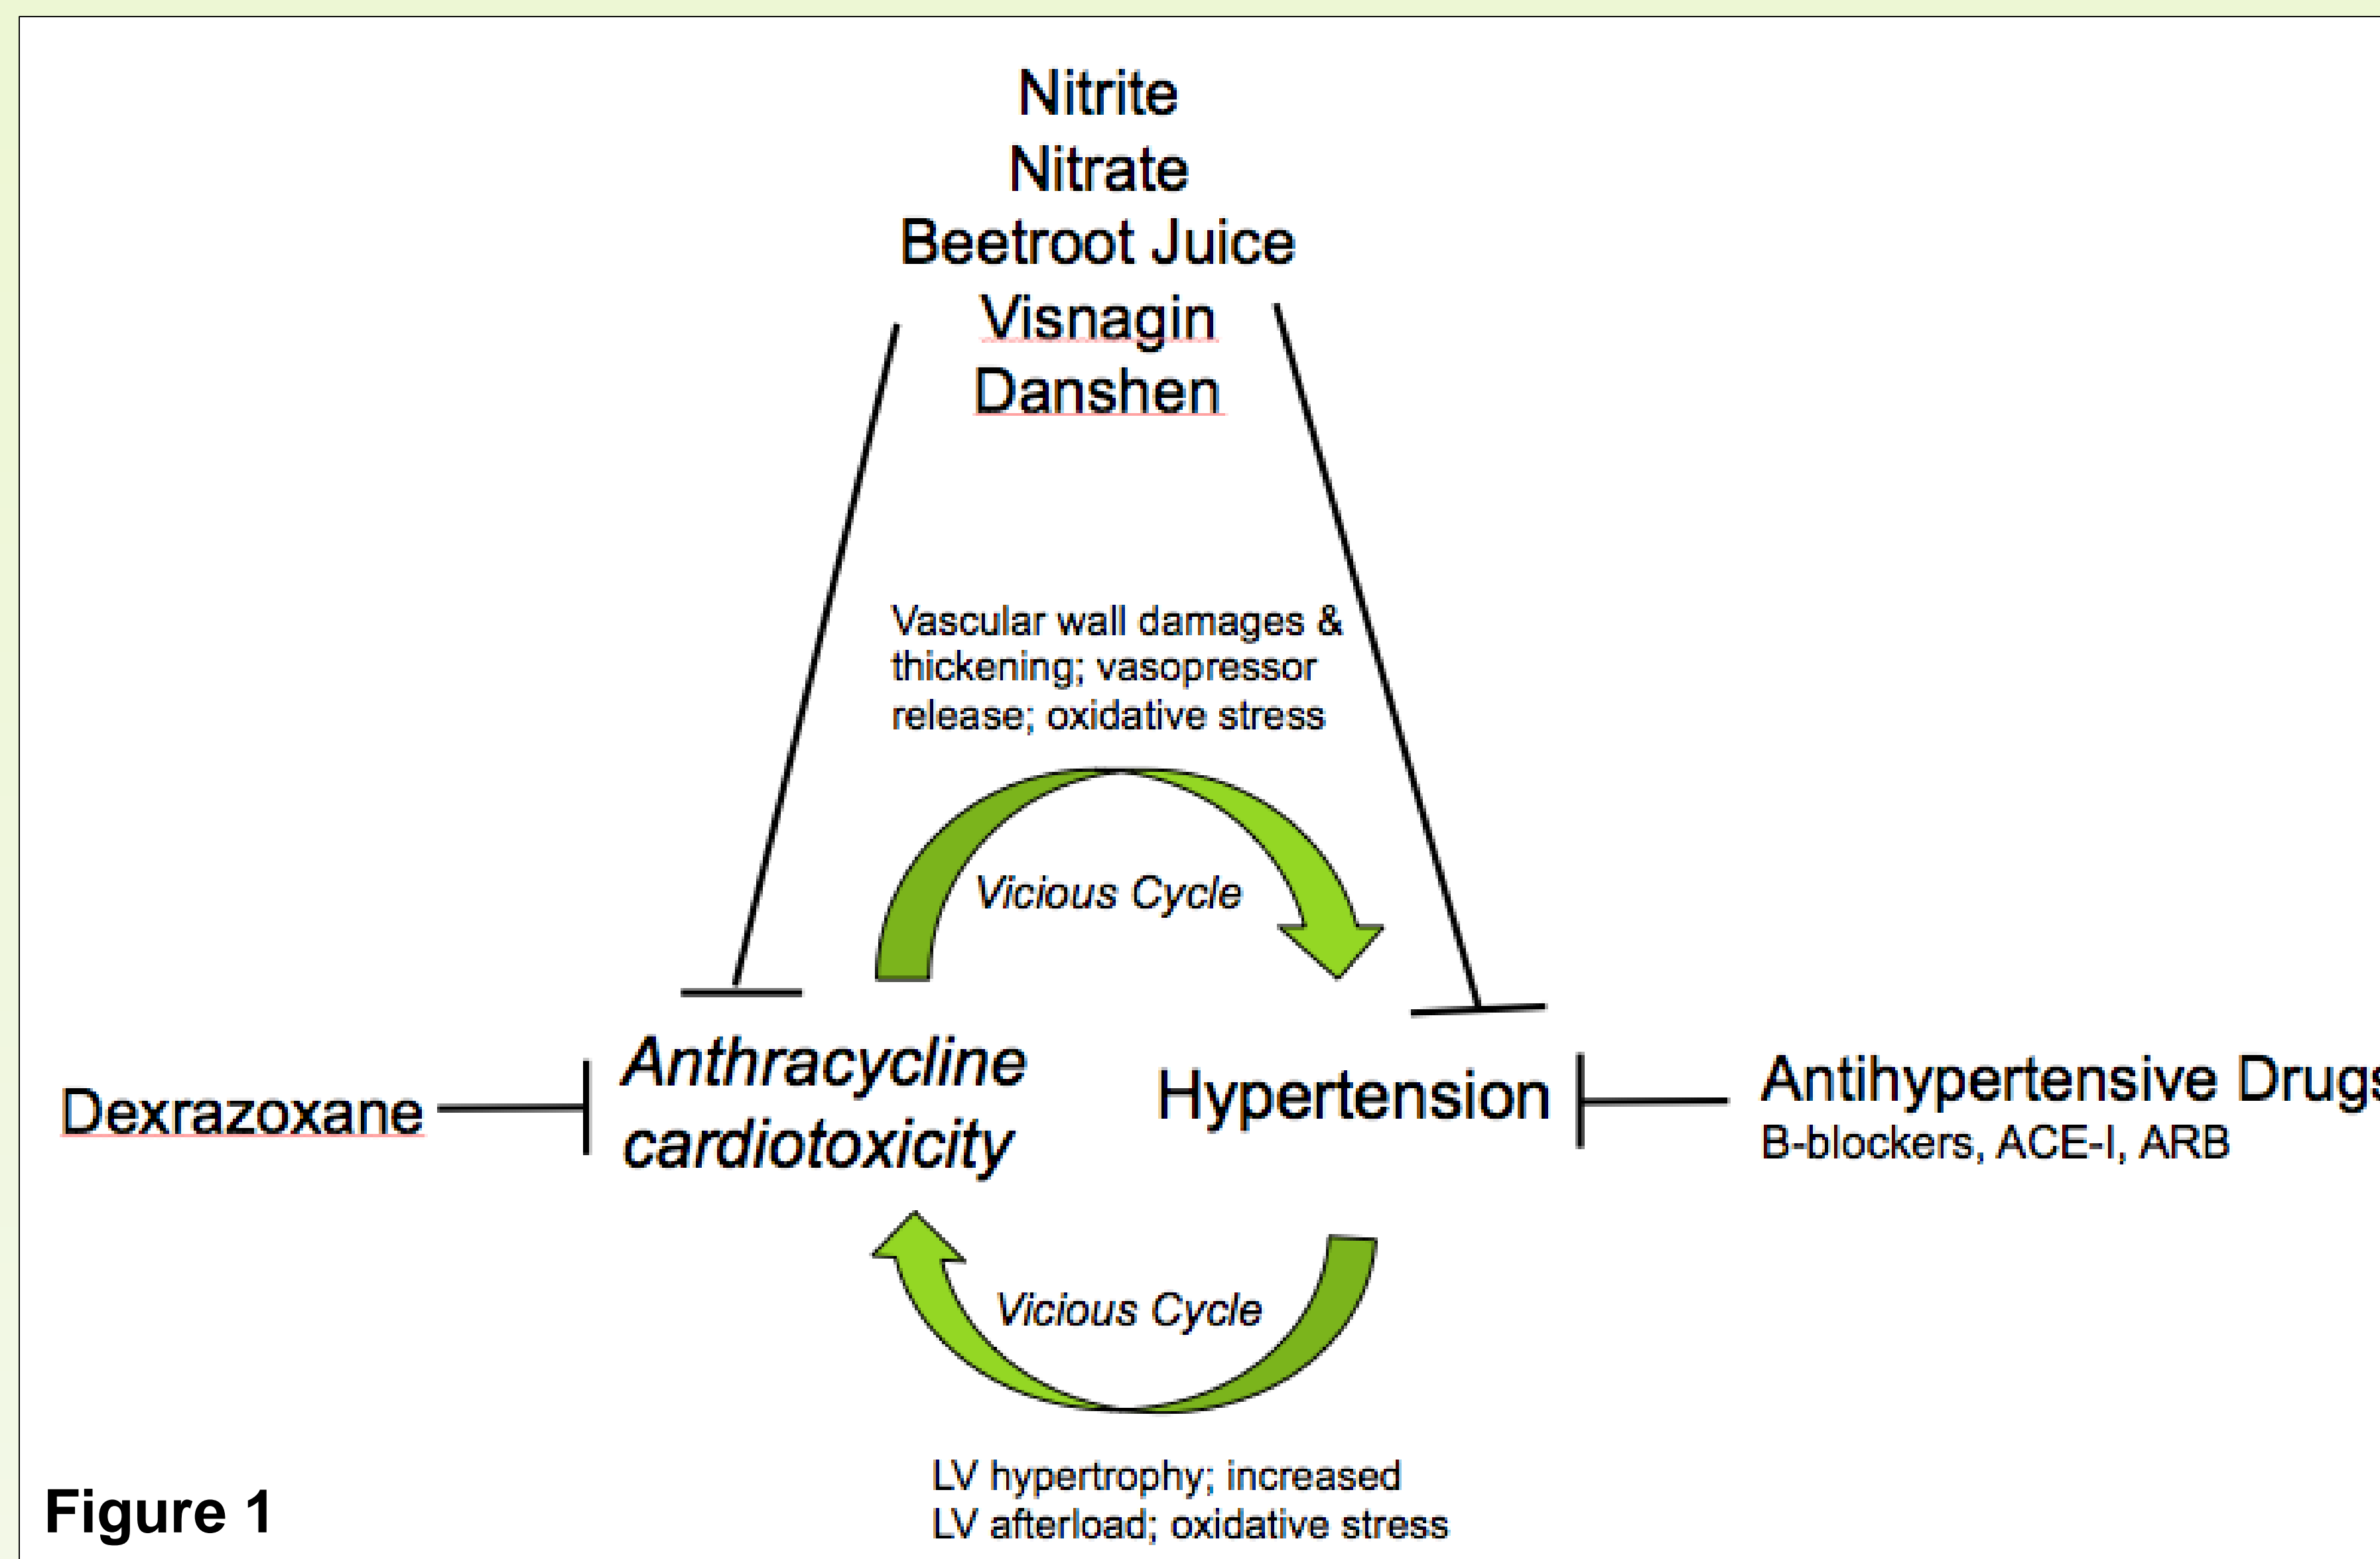 Nitrite
Nitrate
Beetroot Juice
Visnagin
Danshen
Vascular wall damages &
thickening; vasopressor
release; oxidative stress
Vicious Cycle
Dexrazoxane
Anthracycline
cardiotoxicity
Hypertension
Antihypertensive Drugs
B-blockers, ACE-I, ARB
Vicious Cycle
LV hypertrophy; increased
LV afterload; oxidative stress
Figure 1